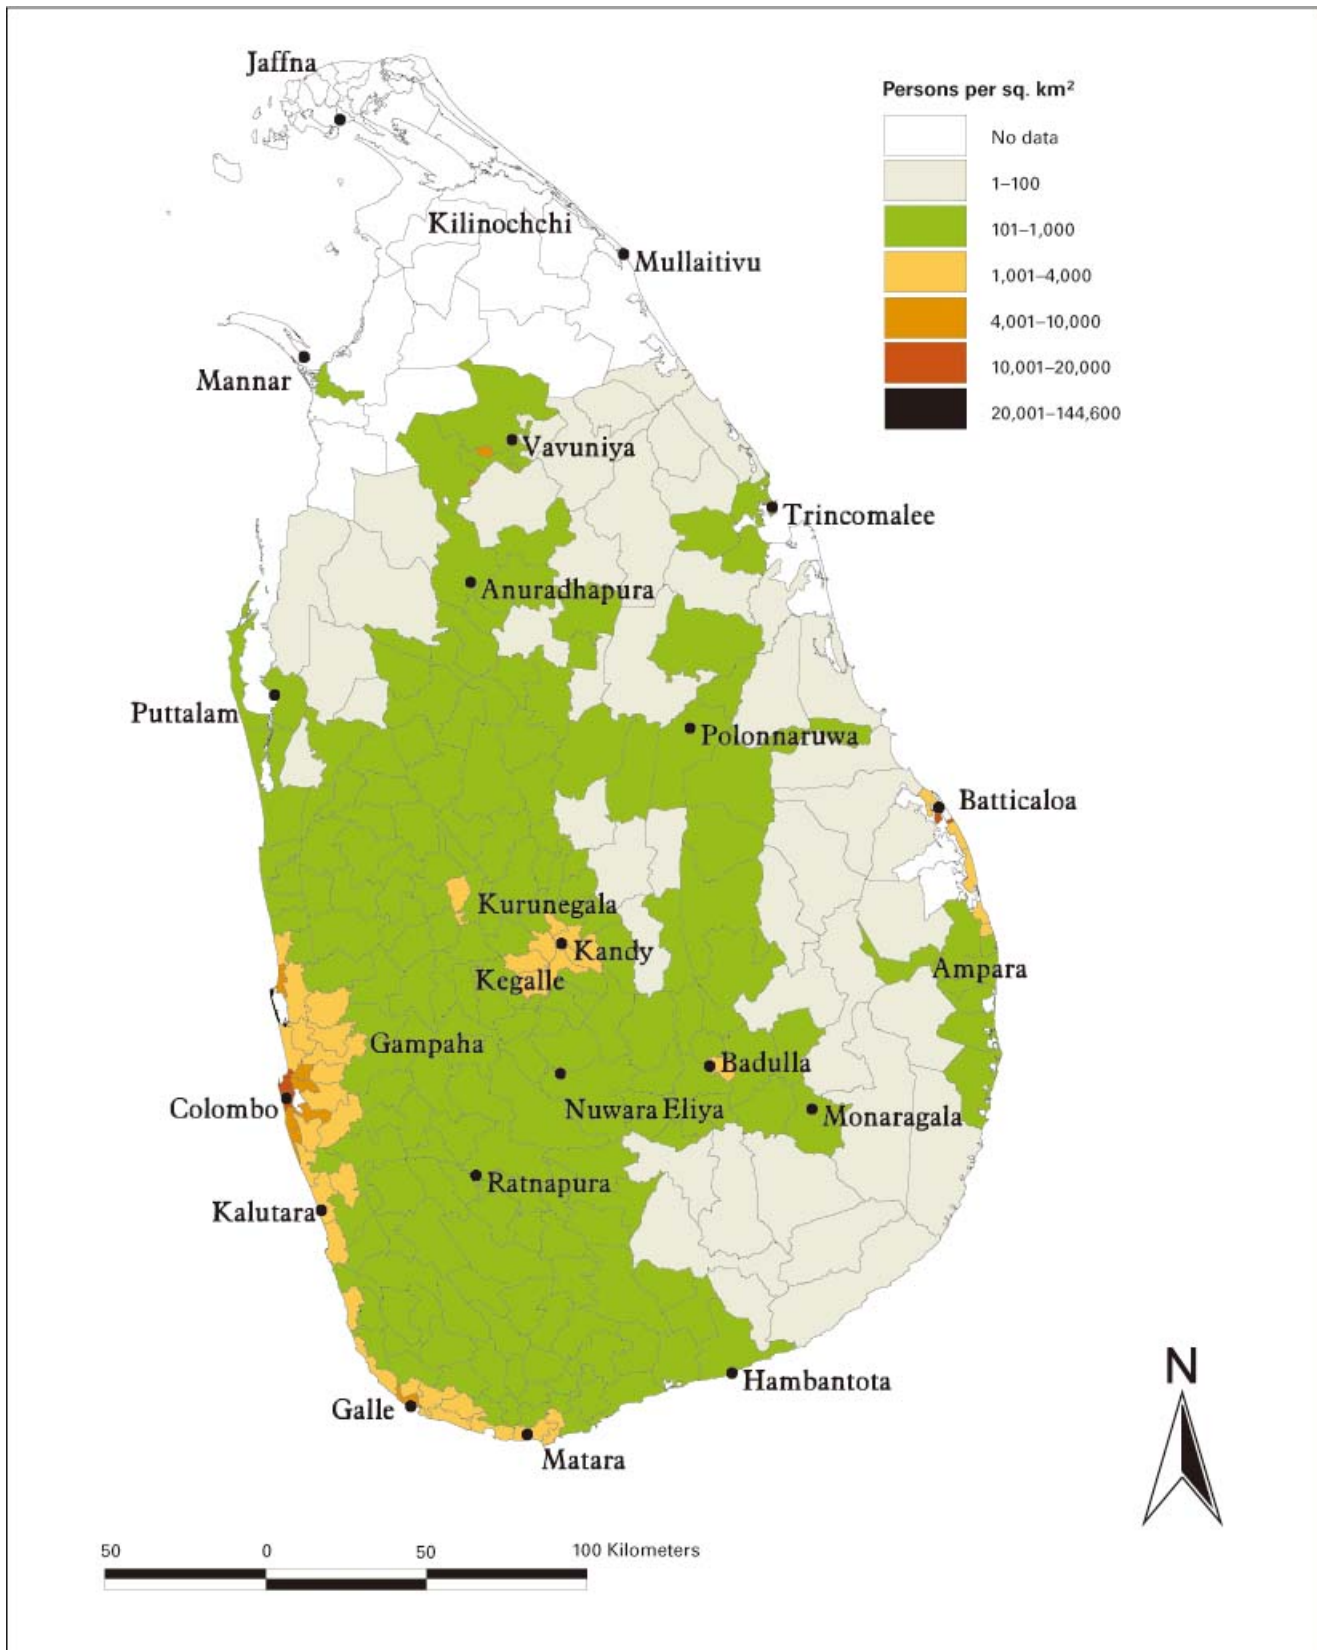 Jaffna
Persons per sq. km²
No data
1–100
101–1,000
1,001–4,000
4,001–10,000
10,001–20,000
20,001–144,600
Kilinochchi
Mullaitivu
Mannar
Vavuniya
Trincomalee
Anuradhapura
Puttalam
Polonnaruwa
Batticaloa
Kurunegala
Kandy
Kegalle
Ampara
Gampaha
Badulla
Colombo
Nuwara Eliya
Monaragala
Ratnapura
Kalutara
Hambantota
Galle
Matara
N
50 0 50 100 Kilometers